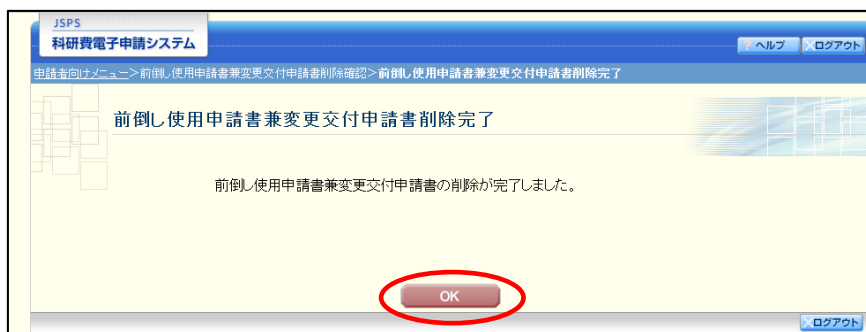 JSPS
科研費電子申請システム
? ヘルプ ×ログアウト
申請者向けメニュー>前倒し使用申請書兼変更交付申請書削除確認>前倒し使用申請書兼変更交付申請書削除完了
前倒し使用申請書兼変更交付申請書削除完了
前倒し使用申請書兼変更交付申請書の削除が完了しました。
OK
×ログアウト